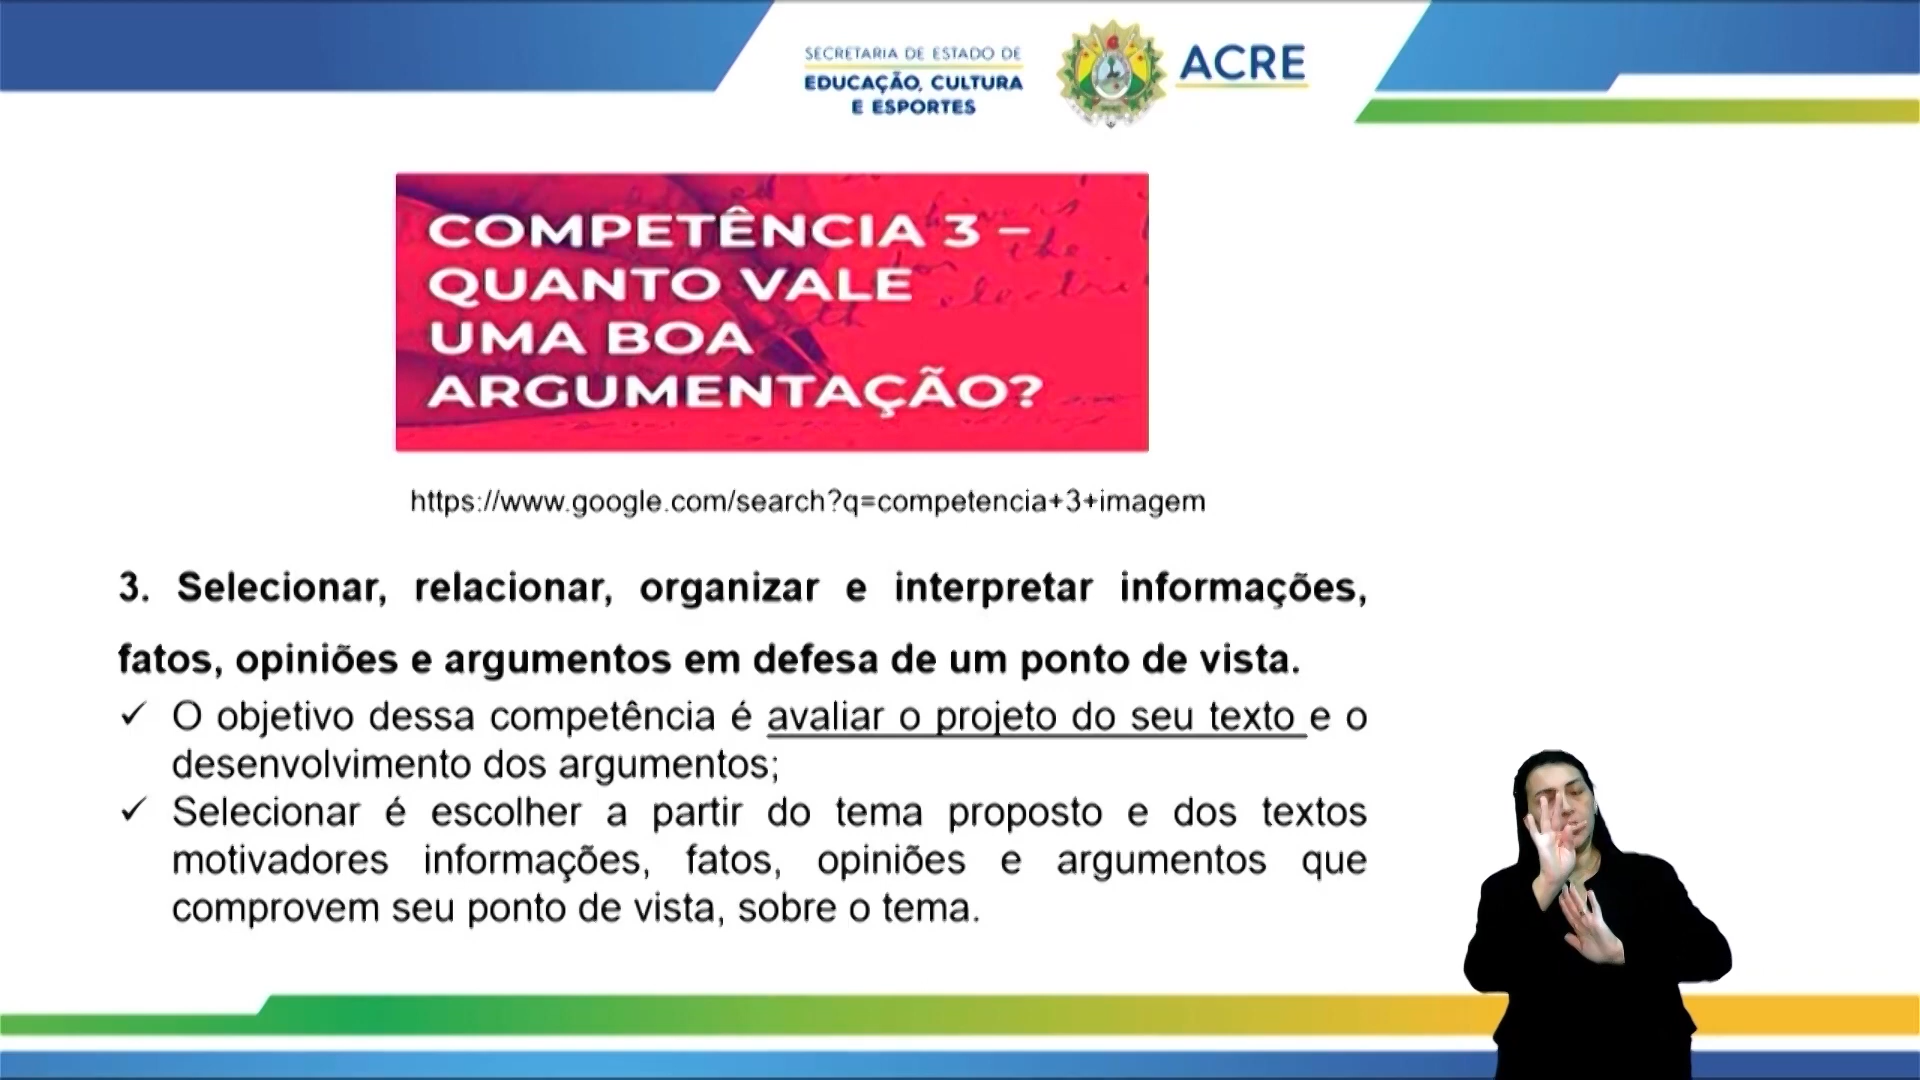 SECRETARIA DE ESTADO DE
EDUCAÇÃO, CULTURA
E ESPORTES
ACRE
COMPETÊNCIA 3 –
QUANTO VALE
UMA BOA
ARGUMENTAÇÃO?
https://www.google.com/search?q=competencia+3+imagem
3. Selecionar, relacionar, organizar e interpretar informações,
fatos, opiniões e argumentos em defesa de um ponto de vista.
✓ O objetivo dessa competência é avaliar o projeto do seu texto e o
desenvolvimento dos argumentos;
✓ Selecionar é escolher a partir do tema proposto e dos textos
motivadores informações, fatos, opiniões e argumentos que
comprovem seu ponto de vista, sobre o tema.